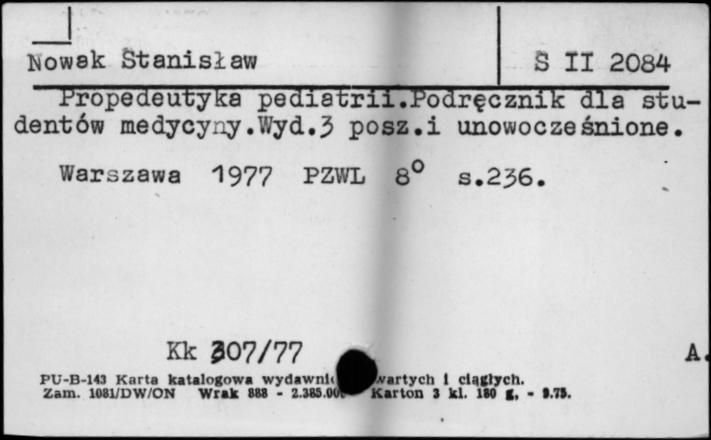 Nowak Stanisław S II 2084
Propedeutyka pediatrii.Podręcznik dla stu-
dentów medycyny.Wyd.3 posz.i unowocześnione.
Warszawa 1977 PZWL 8° s.236.
Kk 307/77 A.
PU-B-143 Karta katalogowa wydawni wartych i ciągłych.
Zam. 1081/DW/ON Wrak 888 - 2.385.00 Karton 3 kl. 180 g. - 9.75.